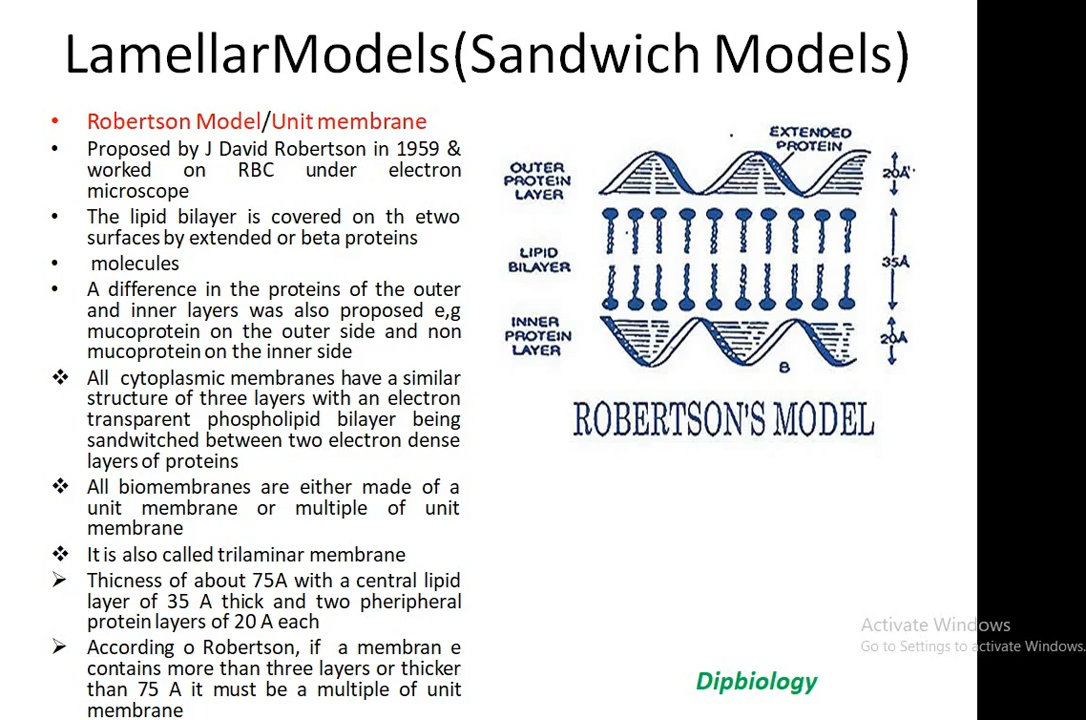 LamellarModels(Sandwich Models)
• Robertson Model/Unit membrane
• Proposed by J David Robertson in 1959 &
worked on RBC under electron
microscope
• The lipid bilayer is covered on th etwo
surfaces by extended or beta proteins
• molecules
• A difference in the proteins of the outer
and inner layers was also proposed e,g
mucoprotein on the outer side and non
mucoprotein on the inner side
❖ All cytoplasmic membranes have a similar
structure of three layers with an electron
transparent phospholipid bilayer being
sandwitched between two electron dense
layers of proteins
❖ All biomembranes are either made of a
unit membrane or multiple of unit
membrane
❖ It is also called trilaminar membrane
➢ Thicness of about 75A with a central lipid
layer of 35 A thick and two pheripheral
protein layers of 20 A each
➢ According o Robertson, if a membran e
contains more than three layers or thicker
than 75 A it must be a multiple of unit
membrane
EXTENDED
PROTEIN
OUTER
PROTEIN
LAYER
20A'
LIPID
BILAYER
35A
INNER
PROTEIN
LAYER
20A
B
ROBERTSON'S MODEL
Activate Windows
Go to Settings to activate Windows.
Dipbiology